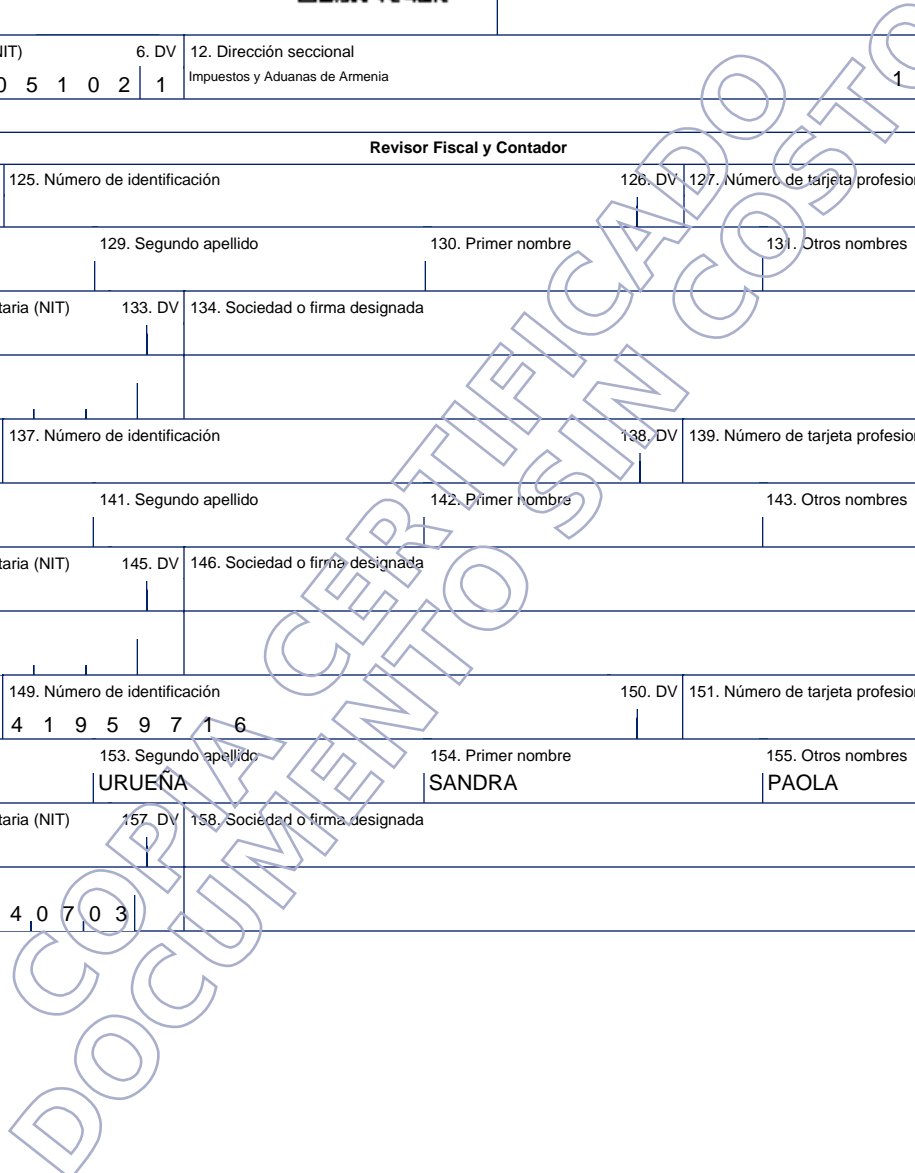 NIT) 6. DV 12. Dirección seccional
0 5 1 0 2 1 Impuestos y Aduanas de Armenia 1
Revisor Fiscal y Contador
125. Número de identificación 126. DV 127. Número de tarjeta profesion
129. Segundo apellido 130. Primer nombre 131. Otros nombres
taria (NIT) 133. DV 134. Sociedad o firma designada
137. Número de identificación 138. DV 139. Número de tarjeta profesion
141. Segundo apellido 142. Primer nombre 143. Otros nombres
taria (NIT) 145. DV 146. Sociedad o firma designada
149. Número de identificación 150. DV 151. Número de tarjeta profesion
4 1 9 5 9 7 1 6
153. Segundo apellido 154. Primer nombre 155. Otros nombres
URUEÑA SANDRA PAOLA
taria (NIT) 157. DV 158. Sociedad o firma designada
4 0 7 0 3
COPIA CERTIFICADO
DOCUMENTO SIN COSTO